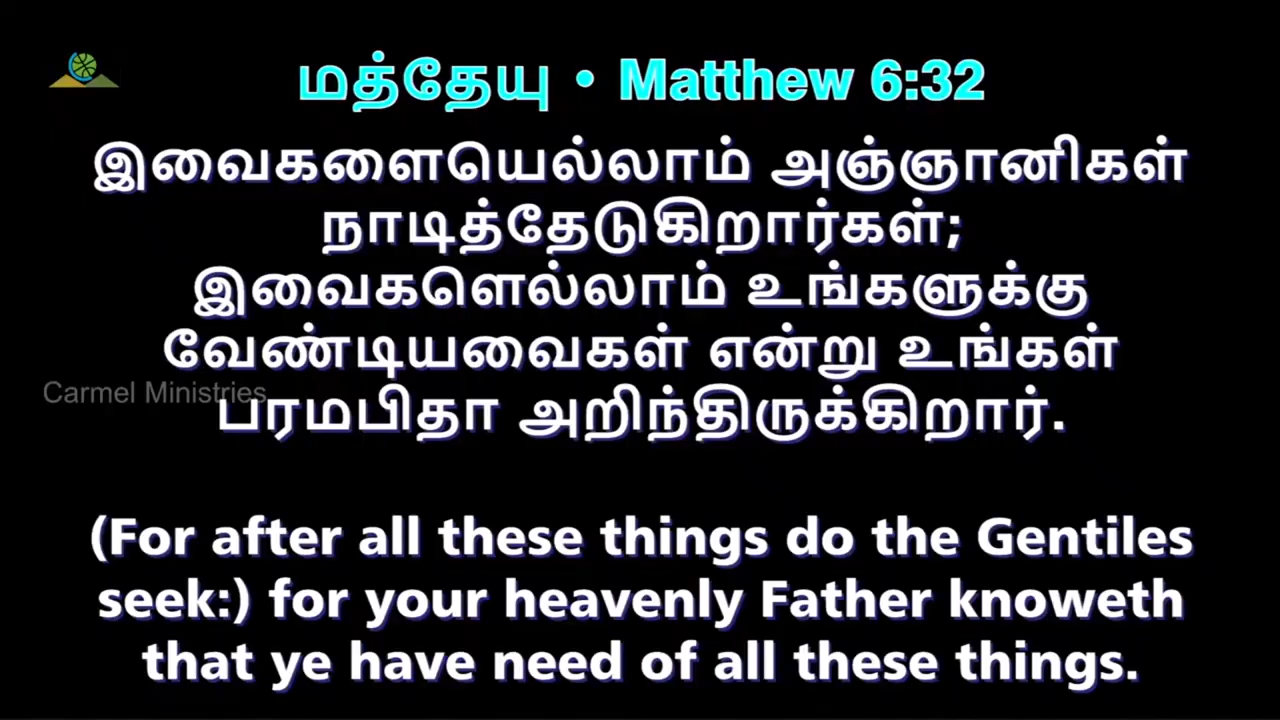 மத்தேயு • Matthew 6:32
இவைகளையெல்லாம் அஞ்ஞானிகள்
நாடித்தேடுகிறார்கள்;
இவைகளெல்லாம் உங்களுக்கு
வேண்டியவைகள் என்று உங்கள்
Carmel Ministries
பரமபிதா அறிந்திருக்கிறார்.
(For after all these things do the Gentiles
seek:) for your heavenly Father knoweth
that ye have need of all these things.